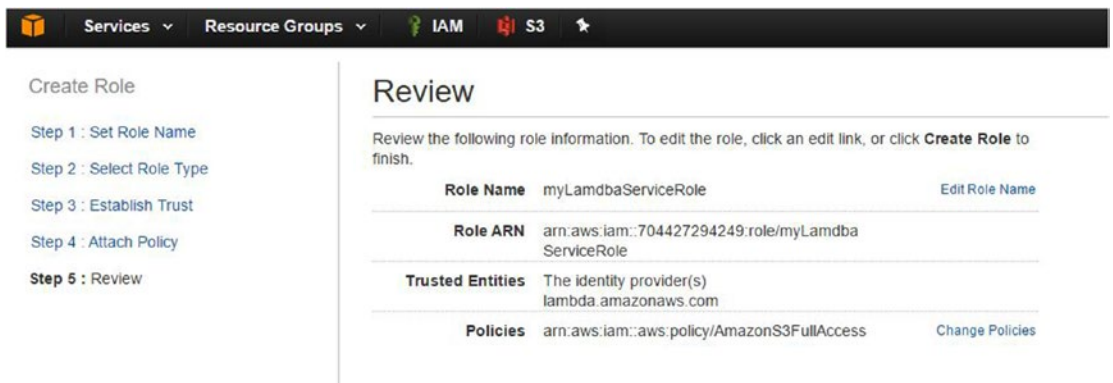 Services Resource Groups IAM S3
Create Role
Step 1 : Set Role Name
Step 2 : Select Role Type
Step 3 : Establish Trust
Step 4 : Attach Policy
Step 5 : Review
Review
Review the following role information. To edit the role, click an edit link, or click Create Role to
finish.
Role Name myLamdbaServiceRole Edit Role Name
Role ARN arn:aws:iam::704427294249:role/myLamdba
ServiceRole
Trusted Entities The identity provider(s)
lambda.amazonaws.com
Policies arn:aws:iam::aws:policy/AmazonS3FullAccess Change Policies